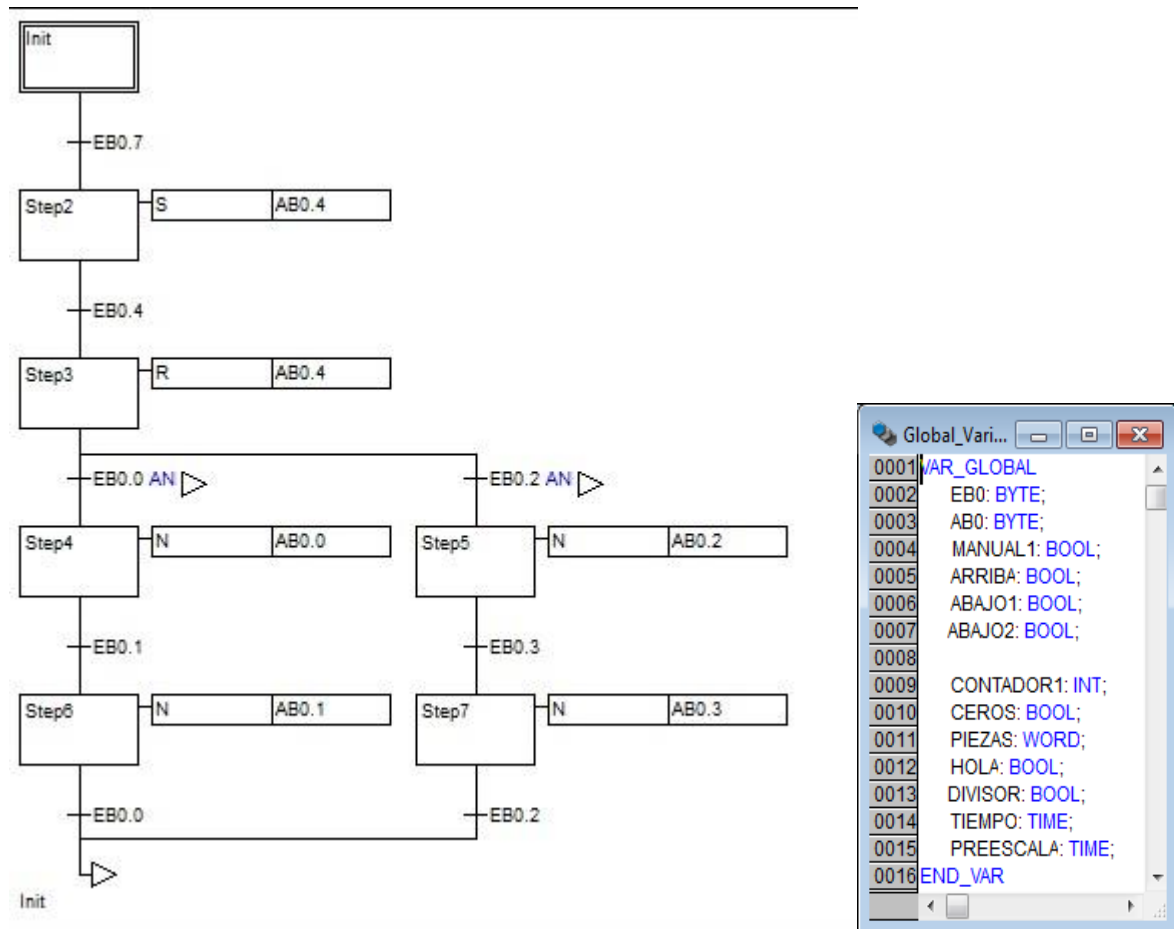 Init
EB0.7
Step2 S AB0.4
EB0.4
Step3 R AB0.4
EB0.0 AN EB0.2 AN
Step4 N AB0.0 Step5 N AB0.2
EB0.1 EB0.3
Step6 N AB0.1 Step7 N AB0.3
EB0.0 EB0.2
Init
Global_Vari...
0001 VAR_GLOBAL
0002 EB0: BYTE;
0003 AB0: BYTE;
0004 MANUAL1: BOOL;
0005 ARRIBA: BOOL;
0006 ABAJO1: BOOL;
0007 ABAJO2: BOOL;
0008
0009 CONTADOR1: INT;
0010 CEROS: BOOL;
0011 PIEZAS: WORD;
0012 HOLA: BOOL;
0013 DIVISOR: BOOL;
0014 TIEMPO: TIME;
0015 PREESCALA: TIME;
0016 END_VAR